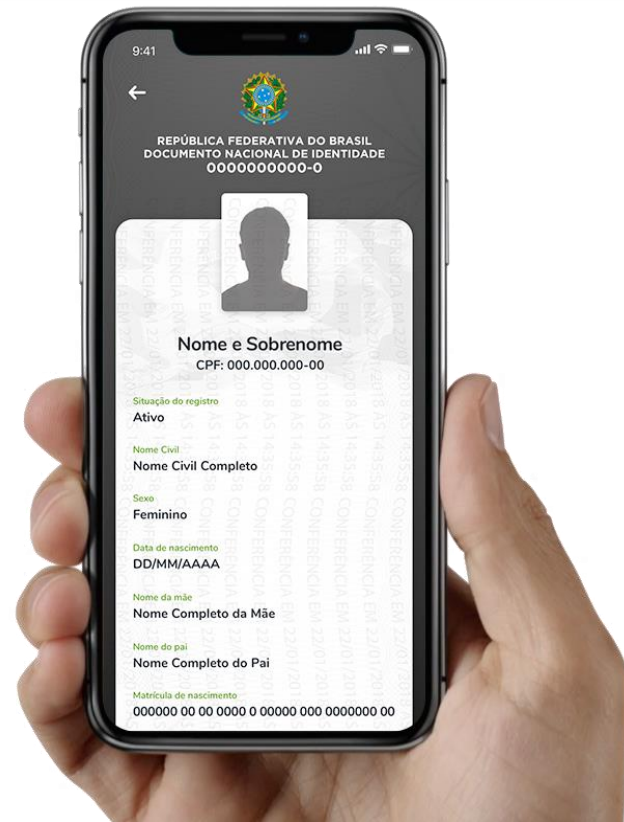 9:41
REPÚBLICA FEDERATIVA DO BRASIL
DOCUMENTO NACIONAL DE IDENTIDADE
0000000000-0
Nome e Sobrenome
CPF: 000.000.000-00
Situação do registro
Ativo
Nome Civil
Nome Civil Completo
Sexo
Feminino
Data de nascimento
DD/MM/AAAA
Nome da mãe
Nome Completo da Mãe
Nome do pai
Nome Completo do Pai
Matrícula de nascimento
000000 00 00 0000 0 00000 000 0000000 00